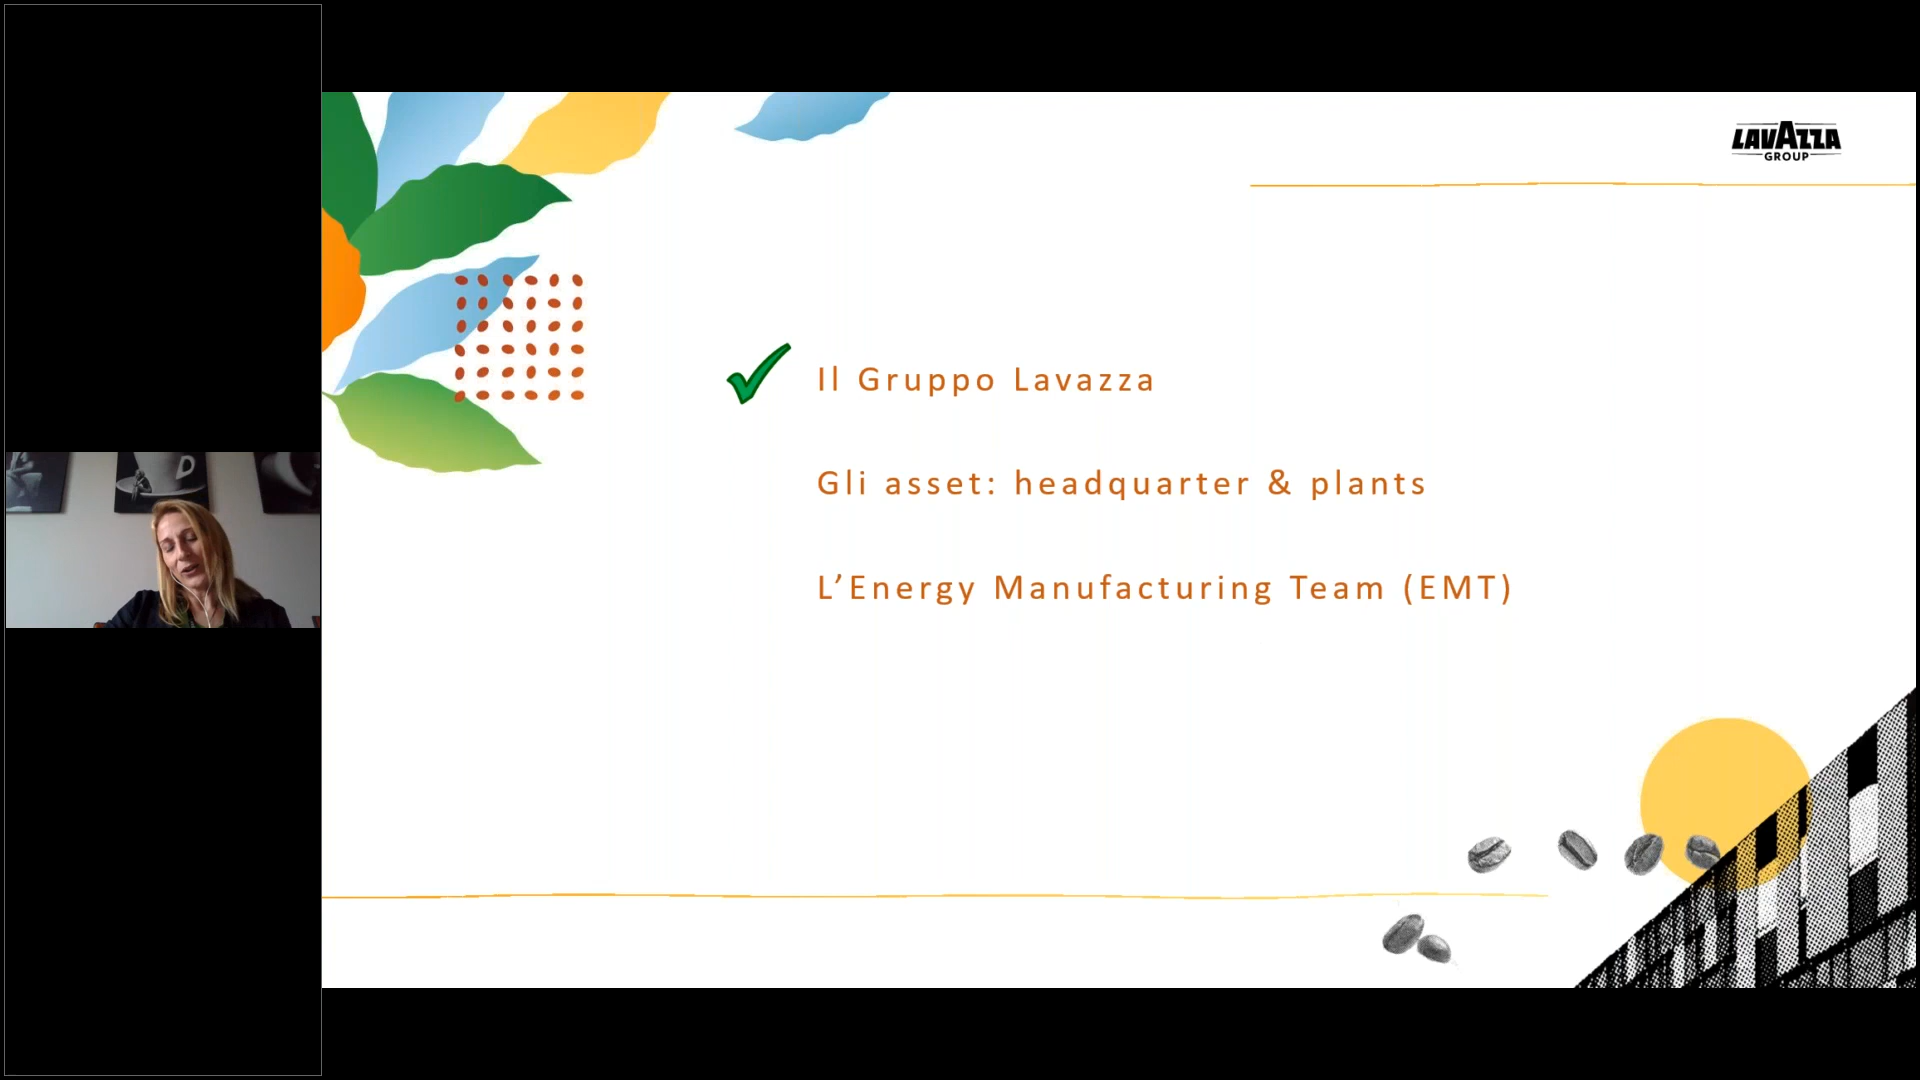 LAVAZZA
GROUP
Il Gruppo Lavazza
Gli asset: headquarter & plants
L’Energy Manufacturing Team (EMT)